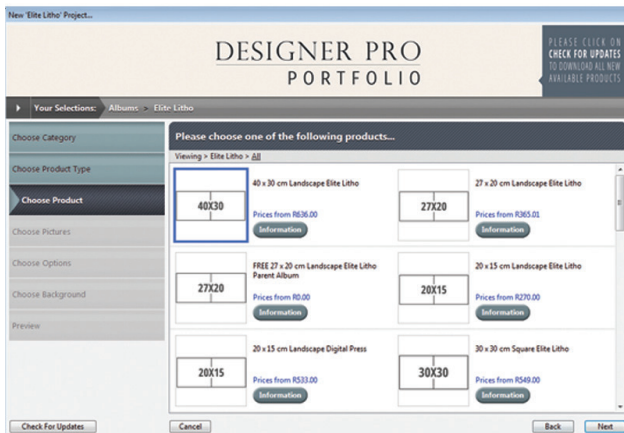 New 'Elite Litho' Project...
DESIGNER PRO
PORTFOLIO
PLEASE CLICK ON
CHECK FOR UPDATES
TO DOWNLOAD ALL NEW
AVAILABLE PRODUCTS
Your Selections: Albums > Elite Litho
Choose Category
Choose Product Type
Choose Product
Choose Pictures
Choose Options
Choose Background
Preview
Please choose one of the following products...
Viewing > Elite Litho > All
40X30
40 x 30 cm Landscape Elite Litho
Prices from R636.00
Information
27X20
27 x 20 cm Landscape Elite Litho
Prices from R365.01
Information
27X20
FREE 27 x 20 cm Landscape Elite Litho
Parent Album
Prices from R0.00
Information
20X15
20 x 15 cm Landscape Elite Litho
Prices from R270.00
Information
20X15
20 x 15 cm Landscape Digital Press
Prices from R533.00
Information
30X30
30 x 30 cm Square Elite Litho
Prices from R549.00
Information
Check For Updates
Cancel
Back
Next